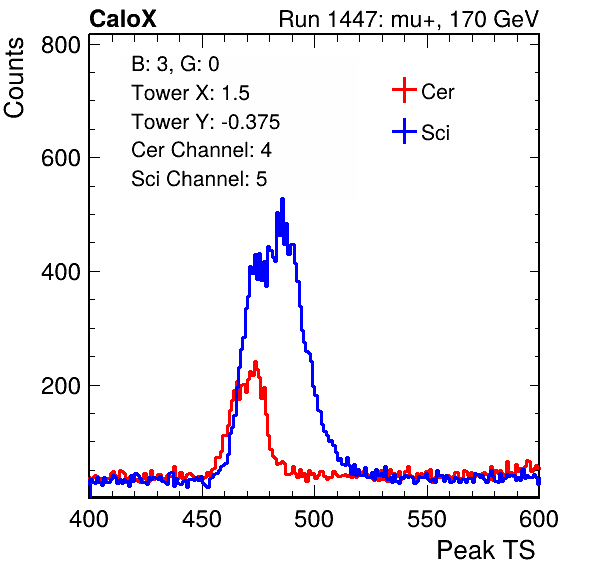 CaloX Run 1447: mu+, 170 GeV
Counts
800
600
400
200
B: 3, G: 0
Tower X: 1.5
Tower Y: -0.375
Cer Channel: 4
Sci Channel: 5
Cer
Sci
400 450 500 550 600
Peak TS